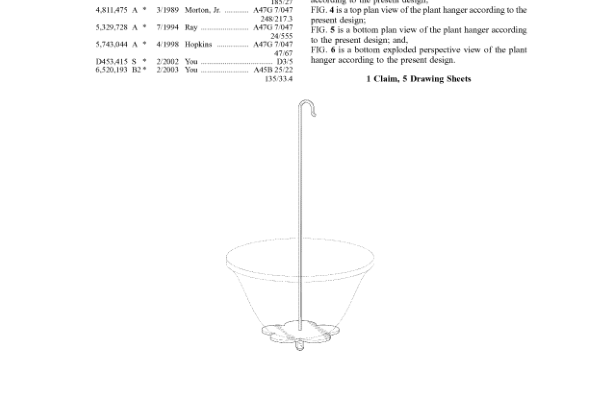 185/27
4,811,475 A * 3/1989 Morton, Jr. ............ A47G 7/047
248/217.3
5,329,728 A * 7/1994 Ray ...................... A47G 7/047
24/555
5,743,044 A * 4/1998 Hopkins ................ A47G 7/047
47/67
D453,415 S * 2/2002 You ................................ D3/5
6,520,193 B2 * 2/2003 You ...................... A45B 25/22
135/33.4
according to the present design;
FIG. 4 is a top plan view of the plant hanger according to the
present design;
FIG. 5 is a bottom plan view of the plant hanger according
to the present design; and,
FIG. 6 is a bottom exploded perspective view of the plant
hanger according to the present design.
1 Claim, 5 Drawing Sheets